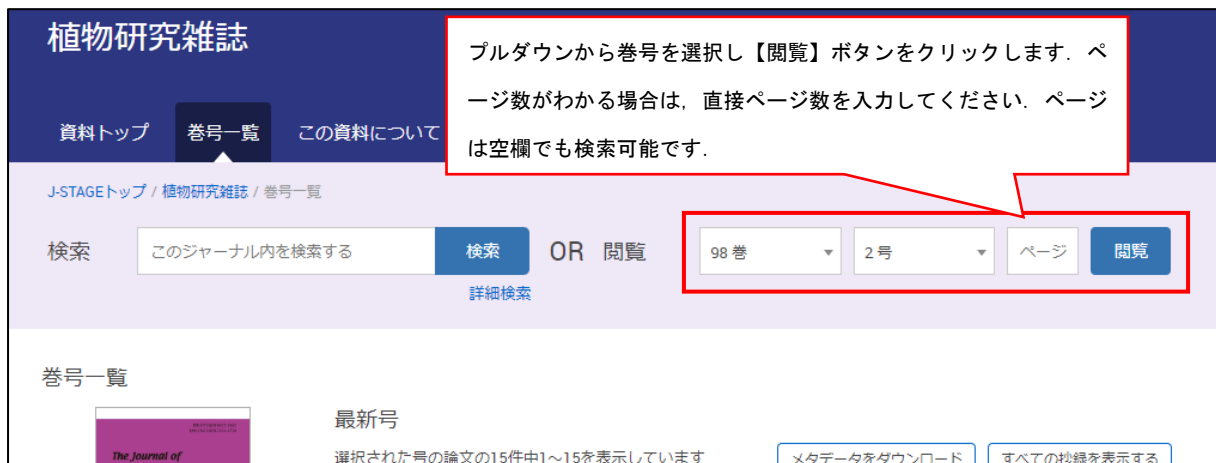 植物研究雑誌
プルダウンから巻号を選択し【閲覧】ボタンをクリックします．ペ
ージ数がわかる場合は，直接ページ数を入力してください．ページ
は空欄でも検索可能です．
資料トップ 巻号一覧 この資料について
J-STAGEトップ / 植物研究雑誌 / 巻号一覧
検索 このジャーナル内を検索する 検索 OR 閲覧 98 巻 2 号 ページ 閲覧
詳細検索
巻号一覧
最新号
The Journal of
選択された号の論文の15件中1～15を表示しています メタデータをダウンロード すべての抄録を表示する